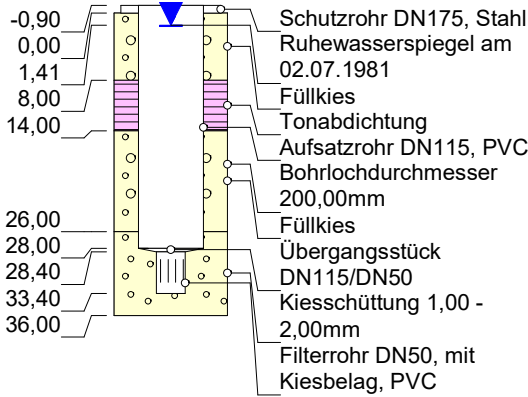 -0,90
0,00
1,41
8,00
14,00
26,00
28,00
28,40
33,40
36,00
Schutzrohr DN175, Stahl
Ruhewasserspiegel am
02.07.1981
Füllkies
Tonabdichtung
Aufsatzrohr DN115, PVC
Bohrlochdurchmesser
200,00mm
Füllkies
Übergangsstück
DN115/DN50
Kiesschüttung 1,00 -
2,00mm
Filterrohr DN50, mit
Kiesbelag, PVC